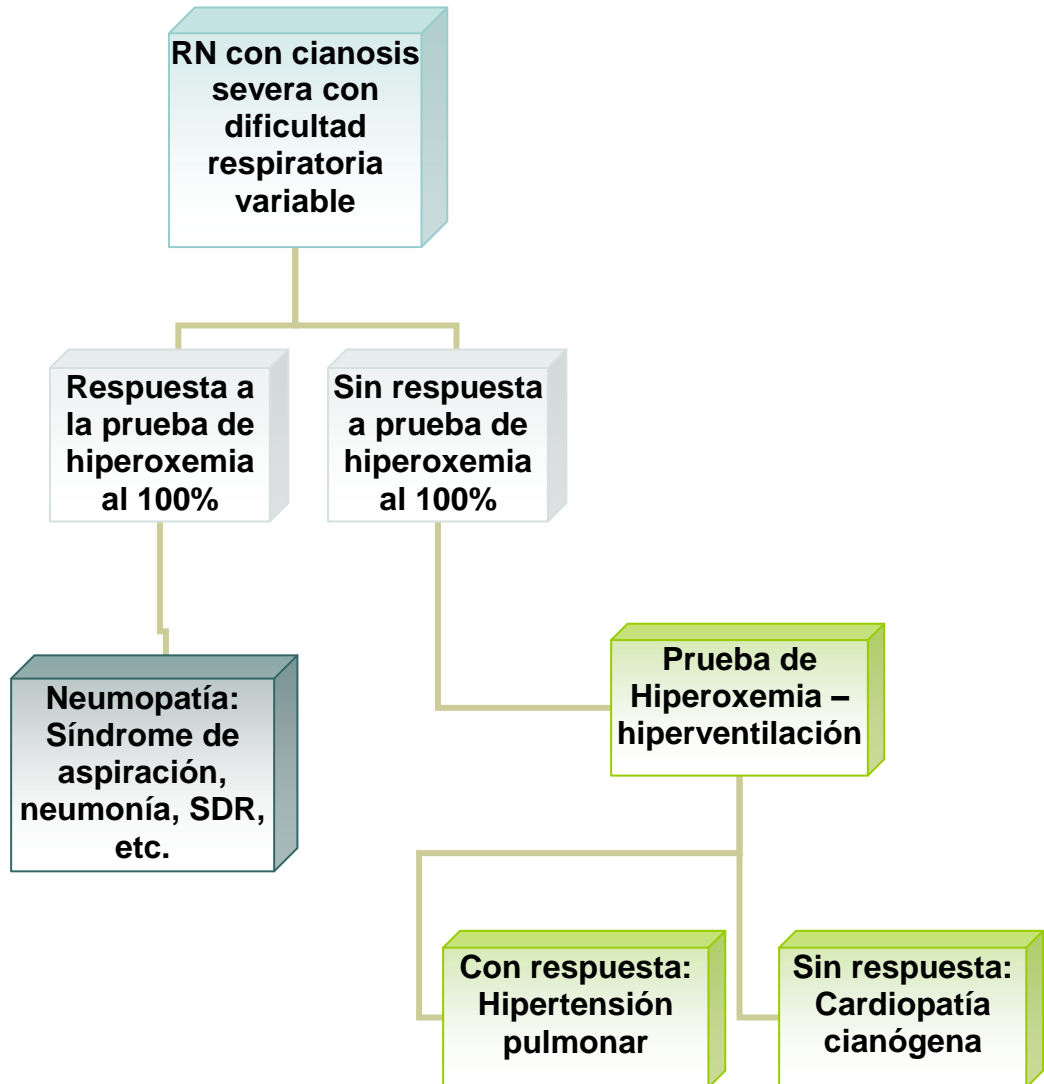 RN con cianosis
severa con
dificultad
respiratoria
variable
Respuesta a
la prueba de
hiperoxemia
al 100%
Sin respuesta
a prueba de
hiperoxemia
al 100%
Neumopatía:
Síndrome de
aspiración,
neumonía, SDR,
etc.
Prueba de
Hiperoxemia –
hiperventilación
Con respuesta:
Hipertensión
pulmonar
Sin respuesta:
Cardiopatía
cianógena